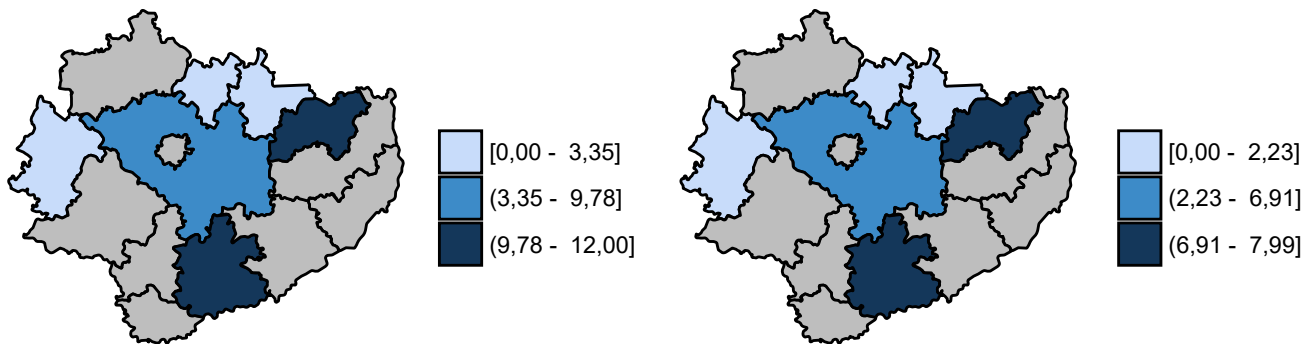 [0,00 -  3,35]
(3,35 -  9,78]
(9,78 -  12,00]
[0,00 -  2,23]
(2,23 -  6,91]
(6,91 -  7,99]